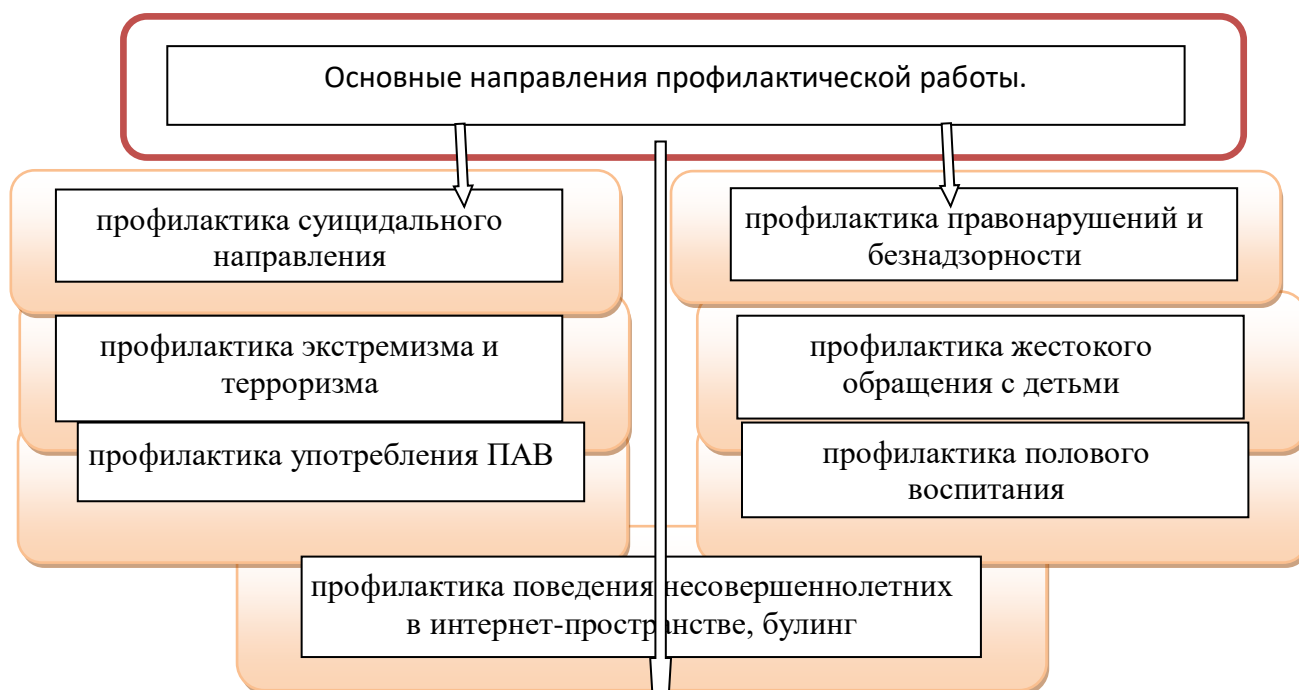 Основные направления профилактической работы.
профилактика суицидального
направления
профилактика правонарушений и
безнадзорности
профилактика экстремизма и
терроризма
профилактика жестокого
обращения с детьми
профилактика употребления ПАВ
профилактика полового
воспитания
профилактика поведения несовершеннолетних
в интернет-пространстве, булинг